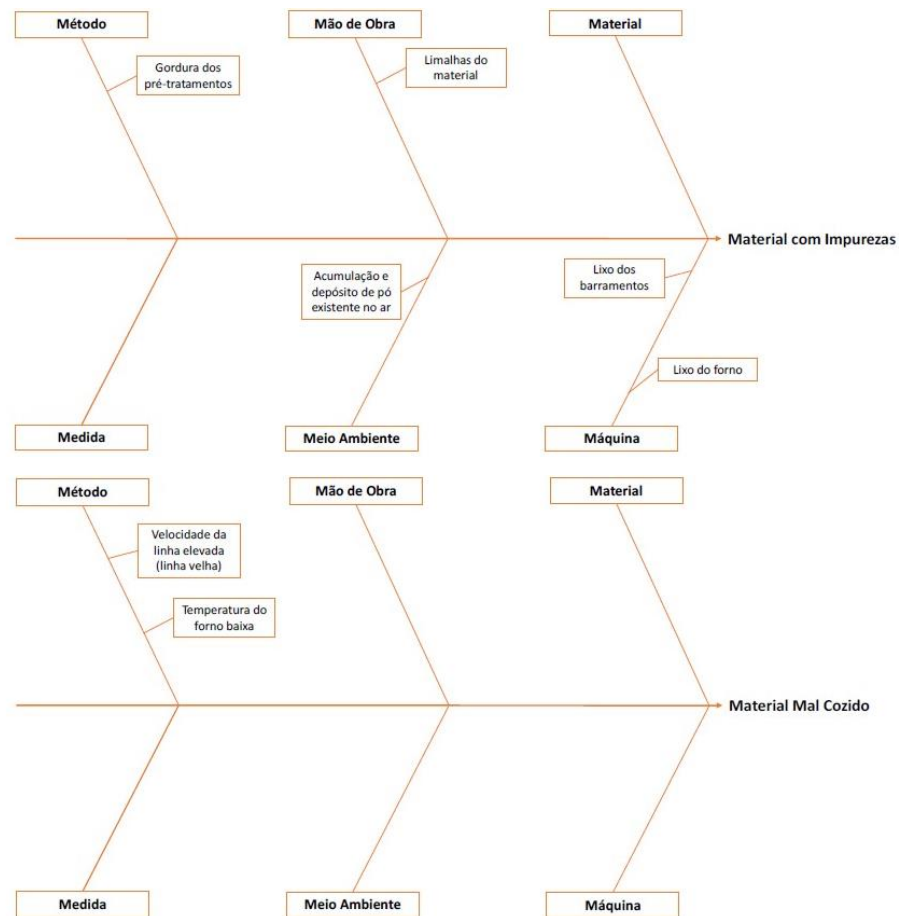 Método
Mão de Obra
Material
Gordura dos
pré-tratamentos
Limalhas do
material
Material com Impurezas
Acumulação e
depósito de pó
existente no ar
Lixo dos
barramentos
Lixo do forno
Medida
Meio Ambiente
Máquina
Método
Mão de Obra
Material
Velocidade da
linha elevada
(linha velha)
Temperatura do
forno baixa
Material Mal Cozido
Medida
Meio Ambiente
Máquina